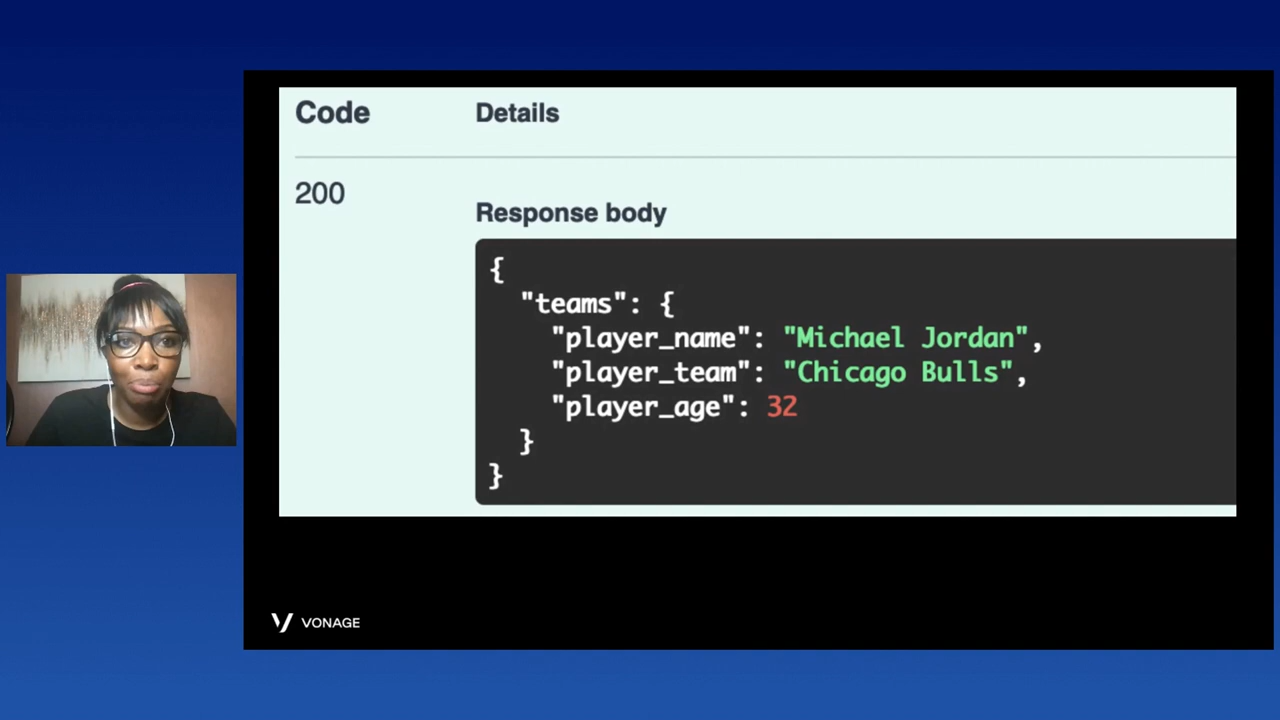 Code Details
200
Response body
{
"teams": {
"player_name": "Michael Jordan",
"player_team": "Chicago Bulls",
"player_age": 32
}
}
VONAGE